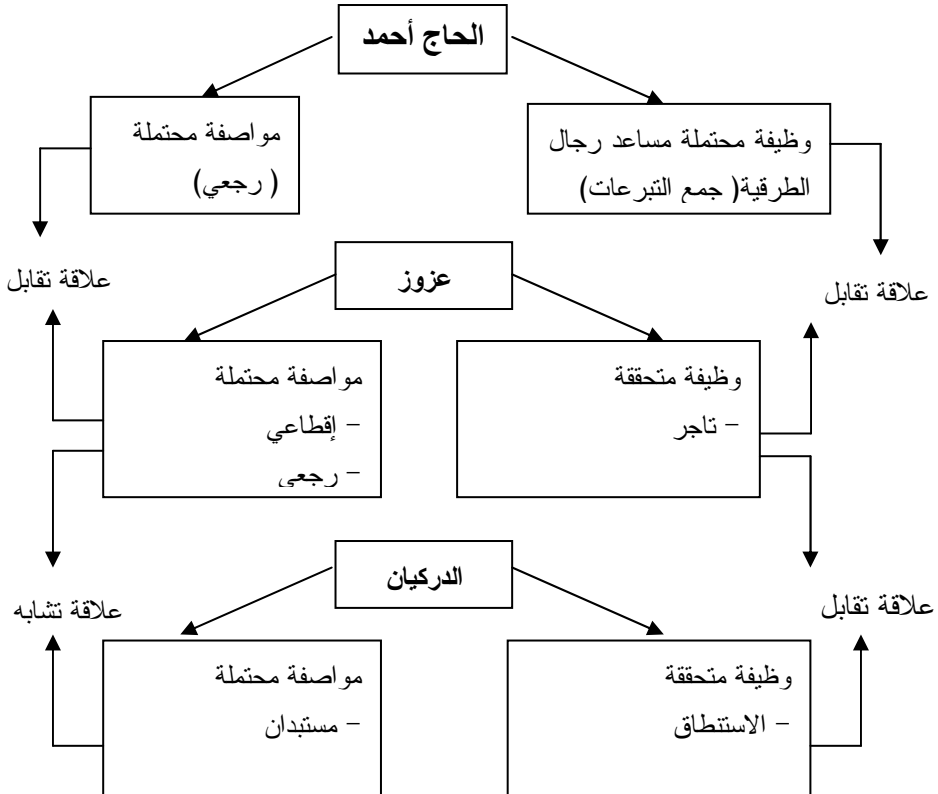 الحاج أحمد
وظيفة محتملة مساعد رجال
الطرقية( جمع التبرعات)
مواصفة محتملة
( رجعي)
علاقة تقابل
علاقة تقابل
عزوز
وظيفة متحققة
- تاجر
مواصفة محتملة
- إقطاعي
- رجعي
علاقة تقابل
علاقة تشابه
الدركيان
وظيفة متحققة
- الاستنطاق
مواصفة محتملة
- مستبدان